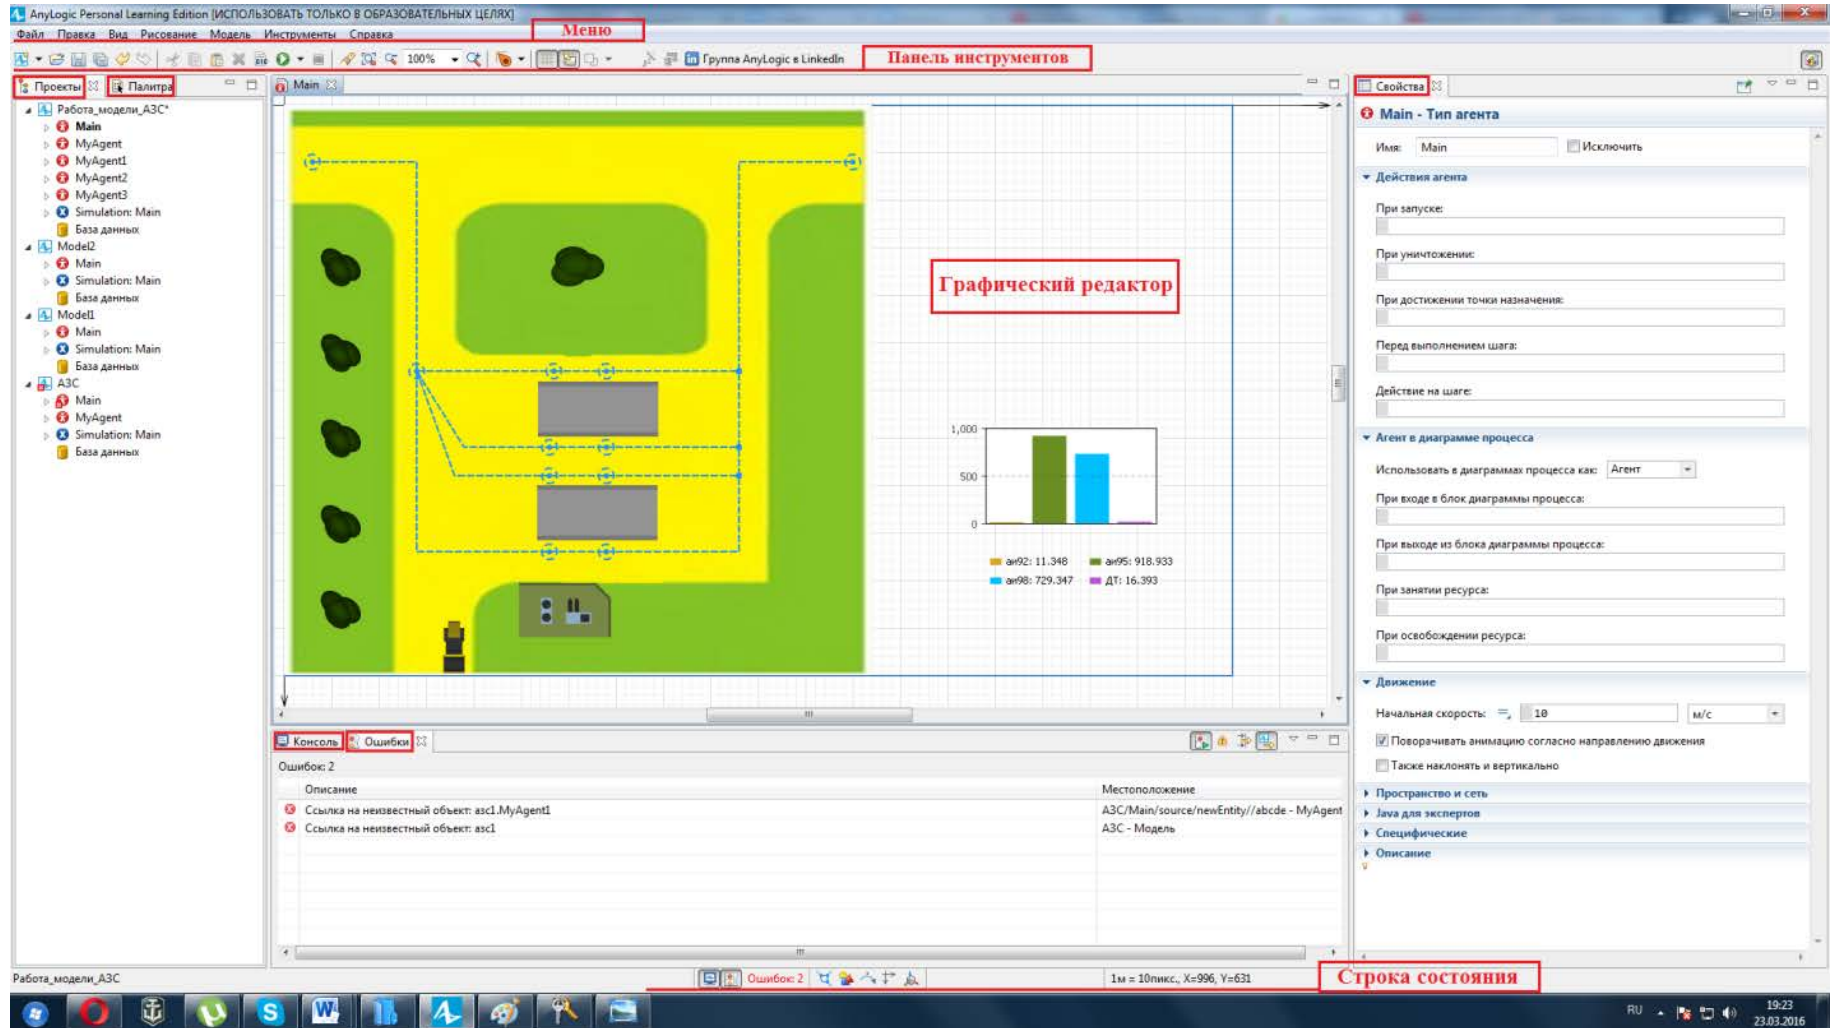 AnyLogic Personal Learning Edition [ИСПОЛЬЗОВАТЬ ТОЛЬКО В ОБРАЗОВАТЕЛЬНЫХ ЦЕЛЯХ]
Файл Правка Вид Рисование Модель Инструменты Справка
Меню
100%
Группа AnyLogic в LinkedIn
Панель инструментов
Проекты
Палитра
Работа_модели_АЗС*
Main
MyAgent
MyAgent1
MyAgent2
MyAgent3
Simulation: Main
База данных
Model2
Main
Simulation: Main
База данных
Model1
Main
Simulation: Main
База данных
АЗС
Main
MyAgent
Simulation: Main
База данных
Main
Графический редактор
1,000
500
0
аи92: 11.348 аи95: 918.933
аи98: 729.347 ДТ: 16.393
Консоль
Ошибки
Ошибок: 2
Описание Местоположение
Ссылка на неизвестный объект: азс1.MyAgent1 АЗС/Main/source/newEntity//abcde - MyAgent
Ссылка на неизвестный объект: азс1 АЗС - Модель
Свойства
Main - Тип агента
Имя: Main Исключить
Действия агента
При запуске:
При уничтожении:
При достижении точки назначения:
Перед выполнением шага:
Действие на шаге:
Агент в диаграмме процесса
Использовать в диаграммах процесса как: Агент
При входе в блок диаграммы процесса:
При выходе из блока диаграммы процесса:
При занятии ресурса:
При освобождении ресурса:
Движение
Начальная скорость: 10 м/с
Поворачивать анимацию согласно направлению движения
Также наклонять и вертикально
Пространство и сеть
Java для экспертов
Специфические
Описание
Работа_модели_АЗС
Ошибок: 2
1м = 10пикс., X=996, Y=631
Строка состояния
RU
19:23
23.03.2016